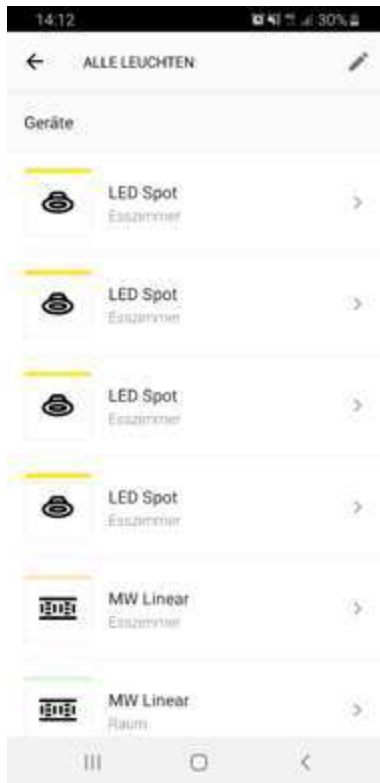 14:12
30%
ALLE LEUCHTEN
Geräte
LED Spot
Esszimmer
LED Spot
Esszimmer
LED Spot
Esszimmer
LED Spot
Esszimmer
MW Linear
Esszimmer
MW Linear
Raum